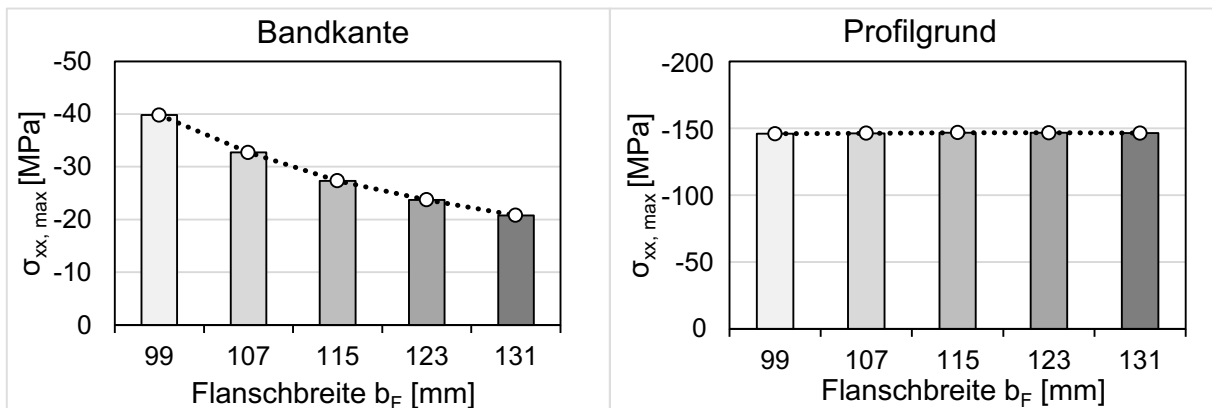 Bandkante
-50
-40
-30
-20
-10
0
σxx, max [MPa]
99 107 115 123 131
Flanschbreite bF [mm]
Profilgrund
-200
-150
-100
-50
0
σxx, max [MPa]
99 107 115 123 131
Flanschbreite bF [mm]